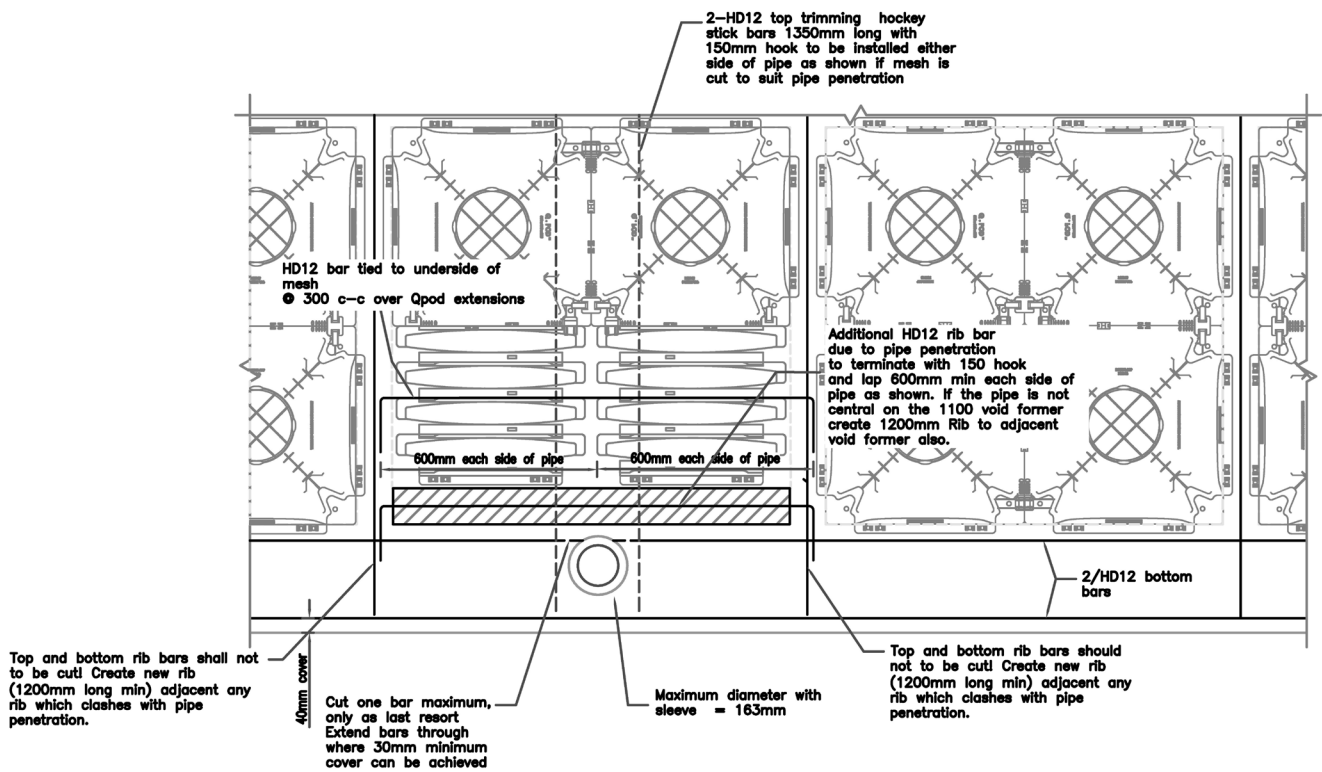 2-HD12 top trimming hockey
stick bars 1350mm long with
150mm hook to be installed either
side of pipe as shown if mesh is
cut to suit pipe penetration
HD12 bar tied to underside of
mesh
@ 300 c-c over Qpod extensions
Additional HD12 rib bar
due to pipe penetration
to terminate with 150 hook
and lap 600mm min each side of
pipe as shown. If the pipe is not
central on the 1100 void former
create 1200mm Rib to adjacent
void former also.
600mm each side of pipe
600mm each side of pipe
2/HD12 bottom
bars
Top and bottom rib bars shall not
to be cut! Create new rib
(1200mm long min) adjacent any
rib which clashes with pipe
penetration.
40mm cover
Cut one bar maximum,
only as last resort
Extend bars through
where 30mm minimum
cover can be achieved
Maximum diameter with
sleeve = 163mm
Top and bottom rib bars should
not to be cut! Create new rib
(1200mm long min) adjacent any
rib which clashes with pipe
penetration.